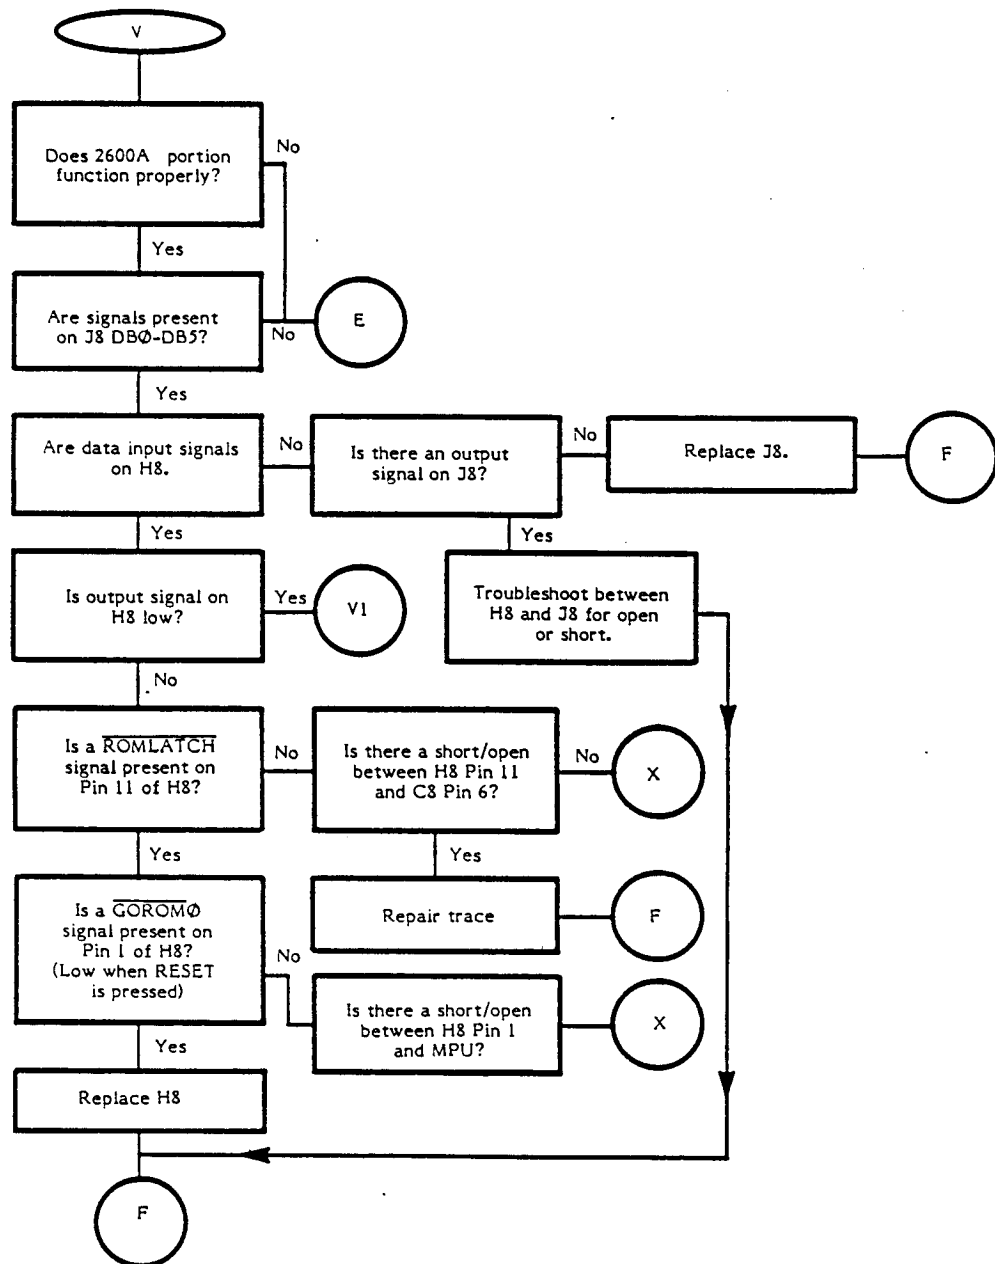 V
Does 2600A portion
function properly?
No
Yes
Are signals present
on J8 DBØ-DB5?
No
E
Yes
Are data input signals
on H8.
No
Is there an output
signal on J8?
No
Replace J8.
F
Yes
Yes
Is output signal on
H8 low?
Yes
V1
Troubleshoot between
H8 and J8 for open
or short.
No
Is a ROMLATCH
signal present on
Pin 11 of H8?
No
Is there a short/open
between H8 Pin 11
and C8 Pin 6?
No
X
Yes
Yes
Is a GOROMØ
signal present on
Pin 1 of H8?
(Low when RESET
is pressed)
No
Repair trace
F
Is there a short/open
between H8 Pin 1
and MPU?
X
Yes
Replace H8
F